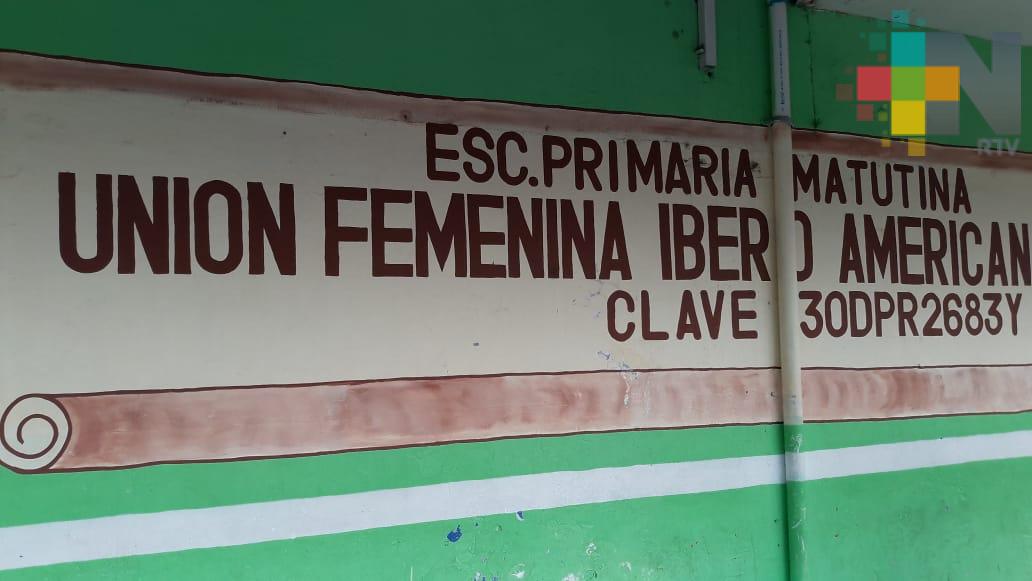 ESC. PRIMARIA MATUTINA
UNION FEMENINA IBERO AMERICAN
CLAVE 30DPR2683Y
N
RTV